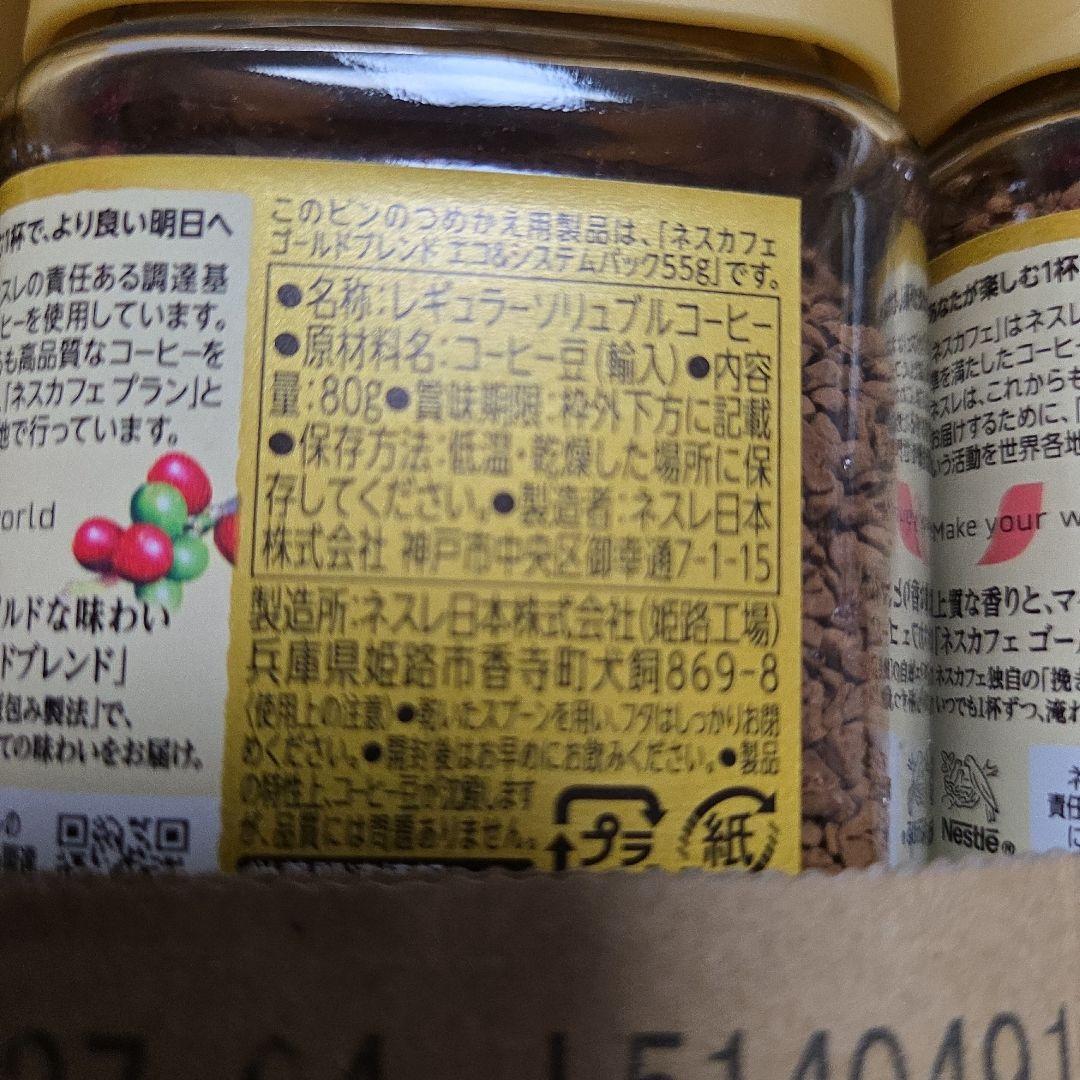 1杯で、より良い明日へ
スレの責任ある調達基
ヒーを使用しています。
も高品質なコーヒーを
「ネスカフェ プラン」と
地で行っています。
world
ルドな味わい
ドブレンド」
包み製法」で、
ての味わいをお届け。
このビンのつめかえ用製品は、「ネスカフェ
ゴールドブレンド エコ&システムパック55g」です。
●名称:レギュラーソリュブルコーヒー
●原材料名:コーヒー豆(輸入)●内容
量:80g●賞味期限:枠外下方に記載
●保存方法:低温・乾燥した場所に保
存してください。●製造者:ネスレ日本
株式会社 神戸市中央区御幸通7-1-15
製造所:ネスレ日本株式会社(姫路工場)
兵庫県姫路市香寺町犬飼869-8
〈使用上の注意〉●乾いたスプーンを用い、フタはしっかりお閉
めください。●開封後はお早めにお飲みください。●製品
の特性上、コーヒー豆が沈殿します
が、品質には問題ありません。
プラ
紙
あなたが楽しむ1杯
ネスカフェ」はネスレ
準を満たしたコーヒー
ネスレは、これからも
お届けするために、「
いう活動を世界各地
Make your w
上質な香りと、マ
「ネスカフェ ゴー
ネスカフェ独自の「挽き
いつでも1杯ずつ、淹れ
Nestlé®
責任
L5140491